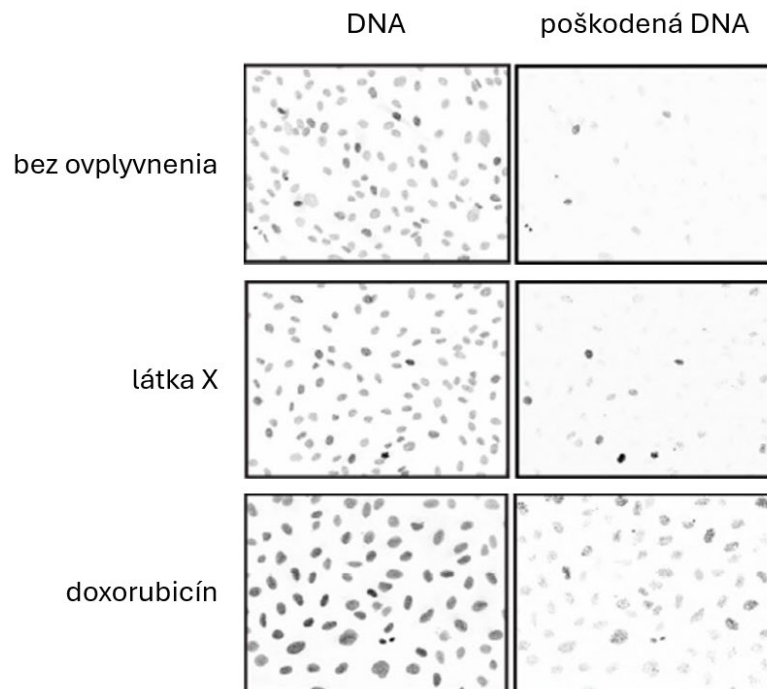 DNA
poškodená DNA
bez ovplyvnenia
látka X
doxorubicín